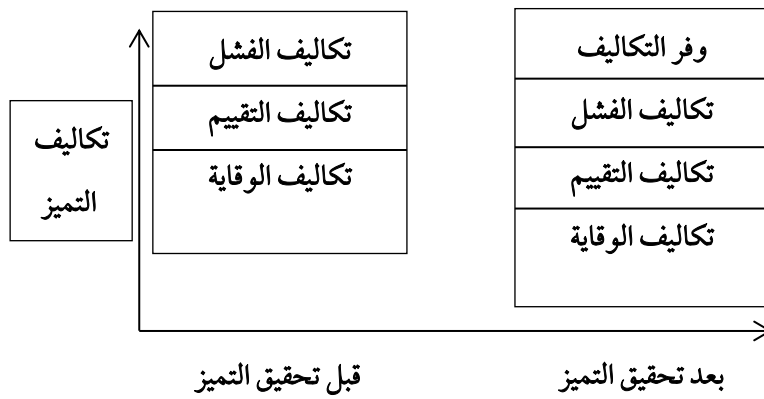 تكاليف الفشل
تكاليف التقييم
تكاليف الوقاية
وفر التكاليف
تكاليف الفشل
تكاليف التقييم
تكاليف الوقاية
تكاليف
التميز
قبل تحقيق التميز
بعد تحقيق التميز